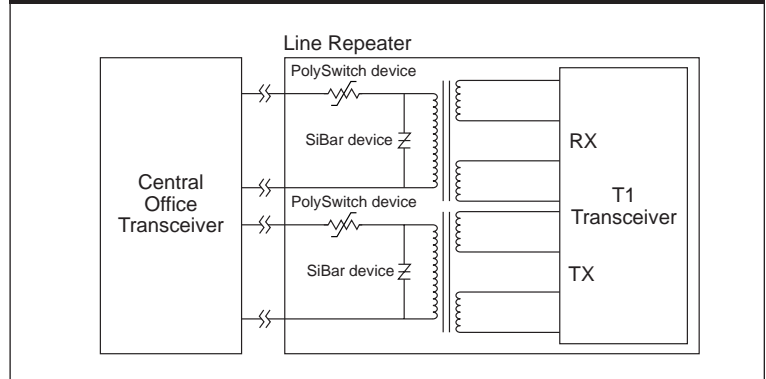 Line Repeater
PolySwitch device
SiBar device
RX
Central
Office
Transceiver
T1
Transceiver
PolySwitch device
SiBar device
TX